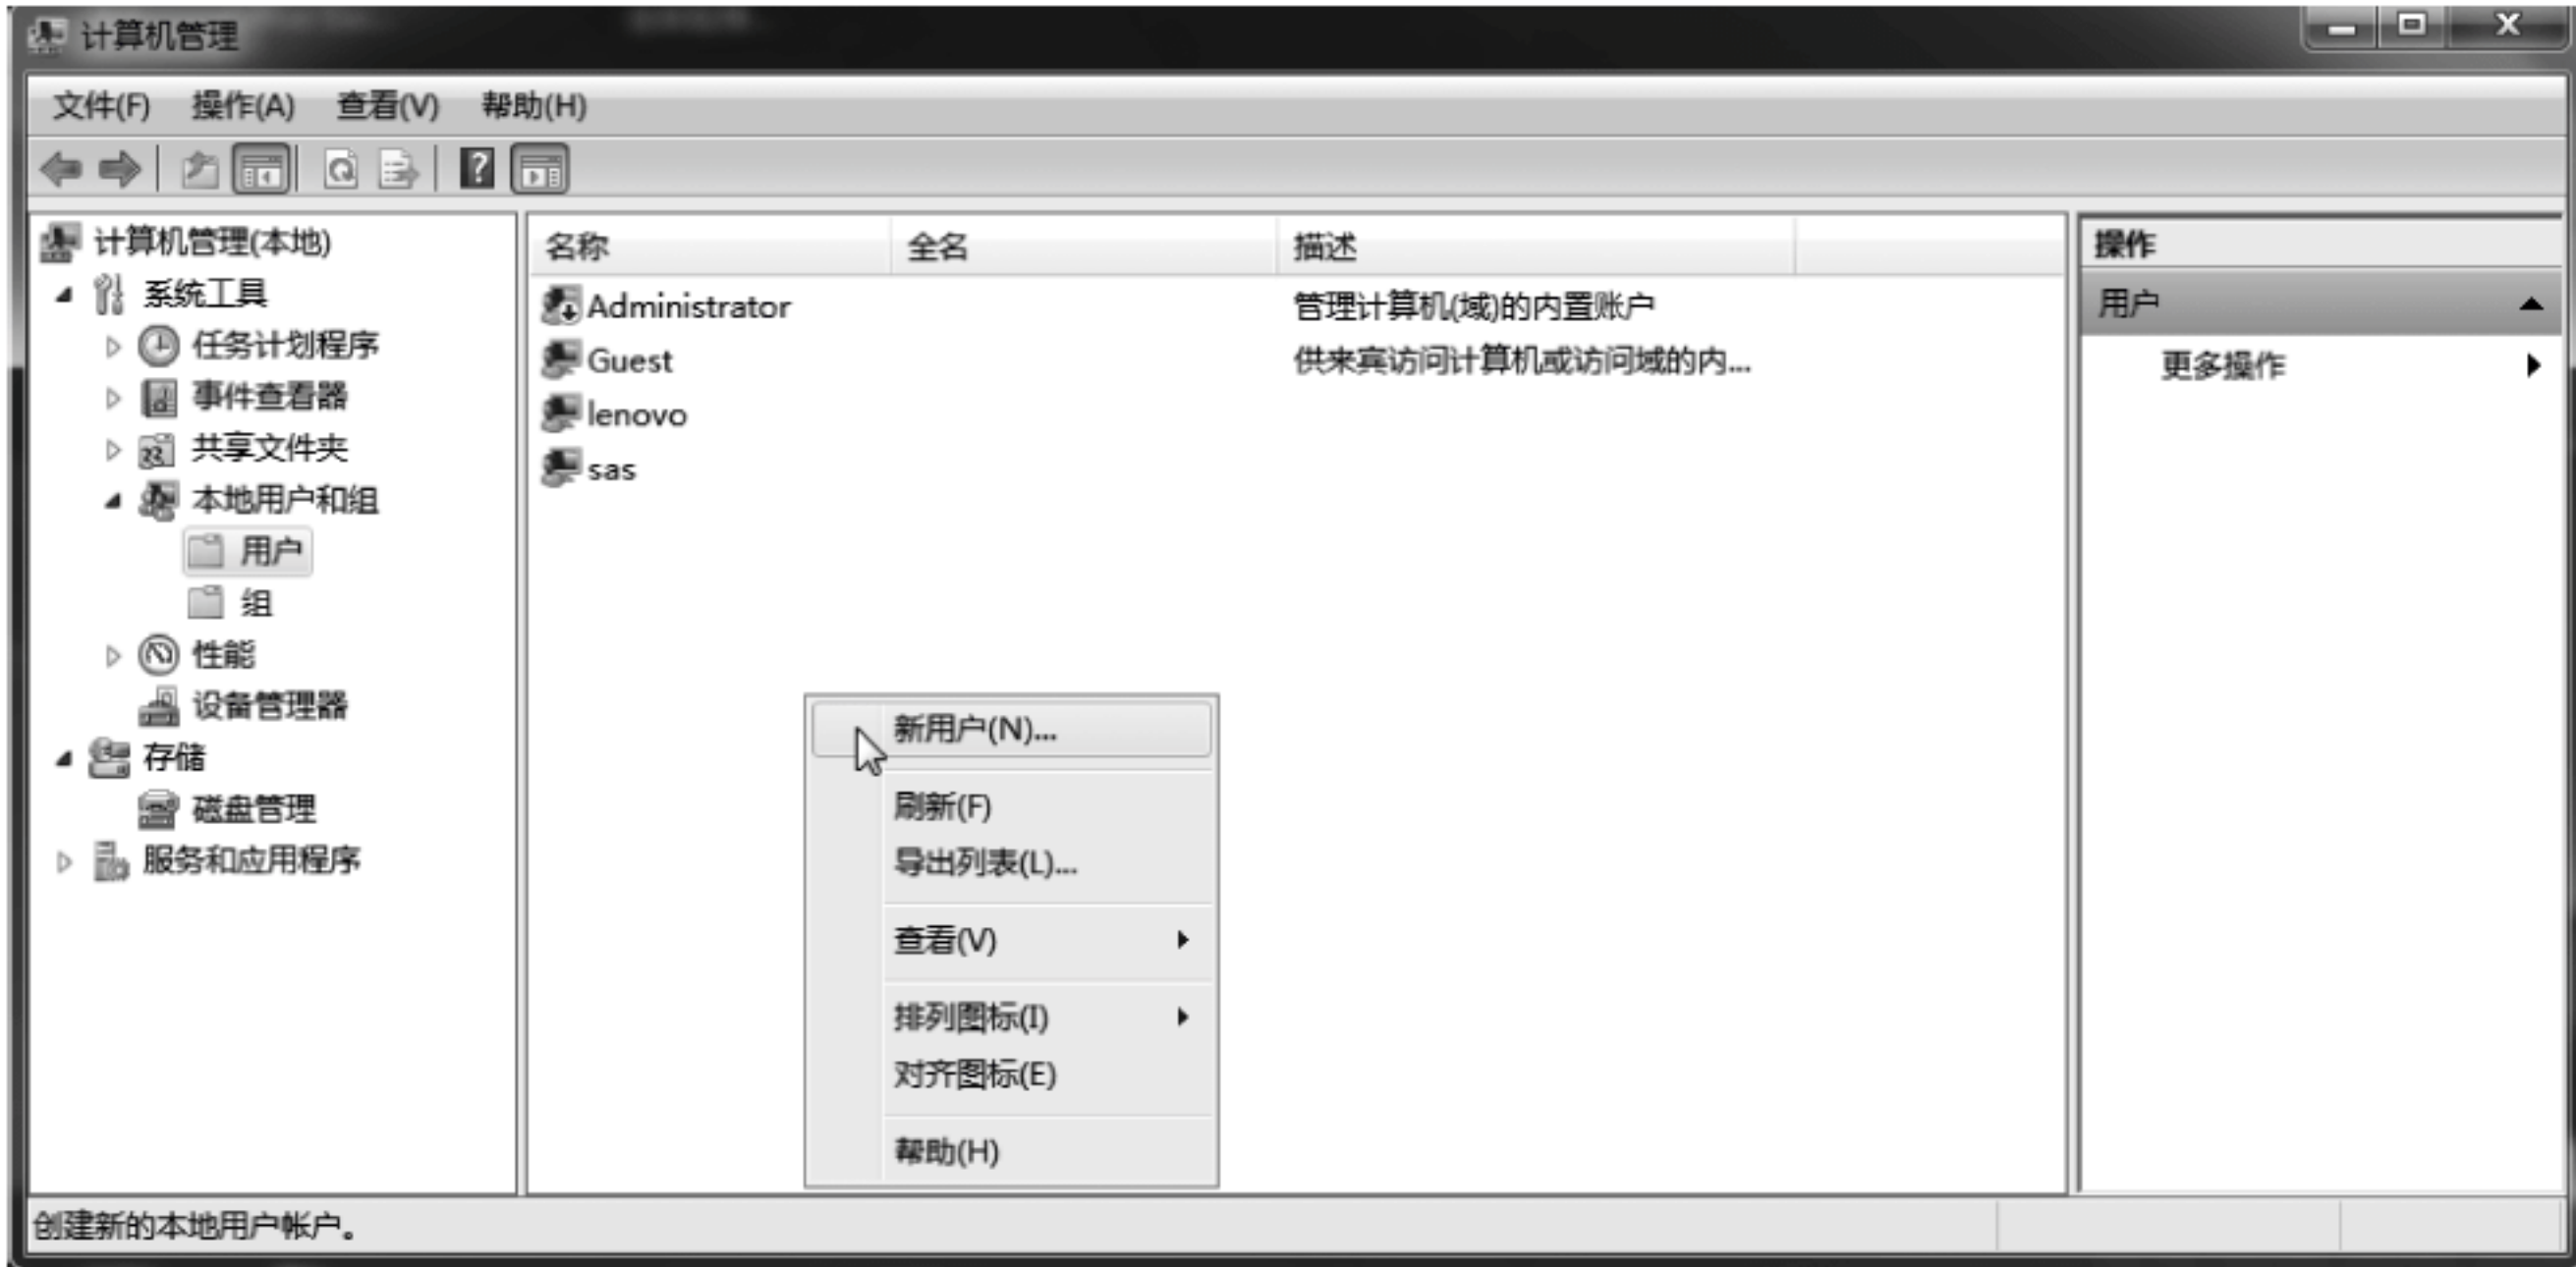 计算机管理
文件(F) 操作(A) 查看(V) 帮助(H)
计算机管理(本地)
系统工具
任务计划程序
事件查看器
共享文件夹
本地用户和组
用户
组
性能
设备管理器
存储
磁盘管理
服务和应用程序
名称 全名 描述
Administrator 管理计算机(域)的内置账户
Guest 供来宾访问计算机或访问域的内...
lenovo
sas
新用户(N)...
刷新(F)
导出列表(L)...
查看(V)
排列图标(I)
对齐图标(E)
帮助(H)
操作
用户
更多操作
创建新的本地用户帐户。